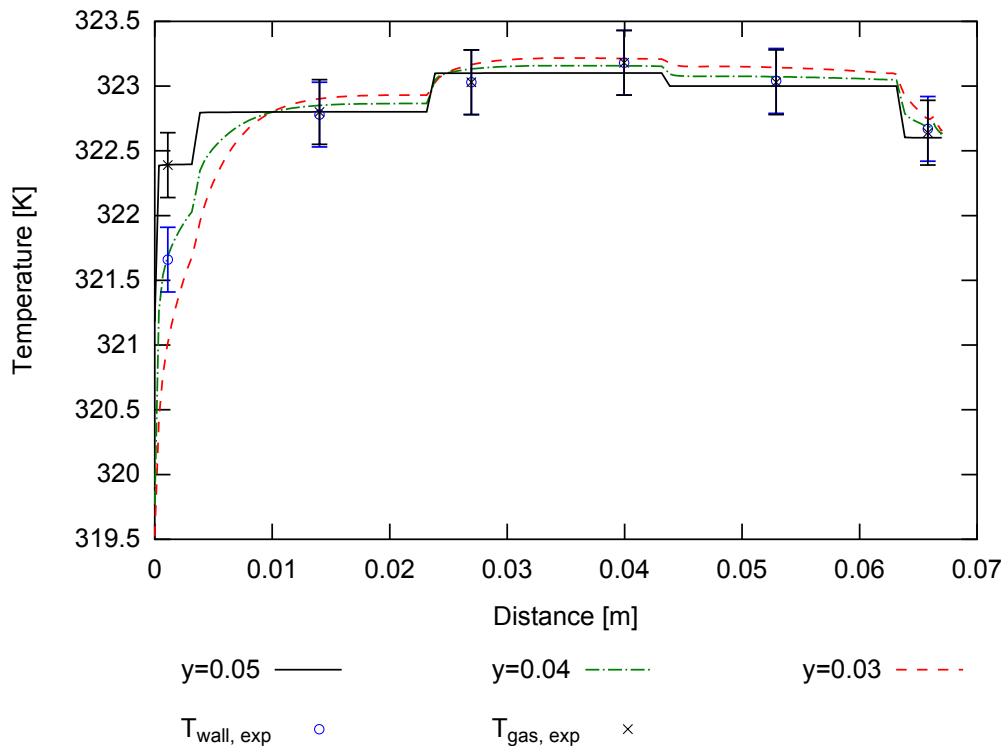 323.5
323
322.5
322
321.5
321
320.5
320
319.5
Temperature [K]
0 0.01 0.02 0.03 0.04 0.05 0.06 0.07
Distance [m]
y=0.05 y=0.04 y=0.03
T wall, exp T gas, exp